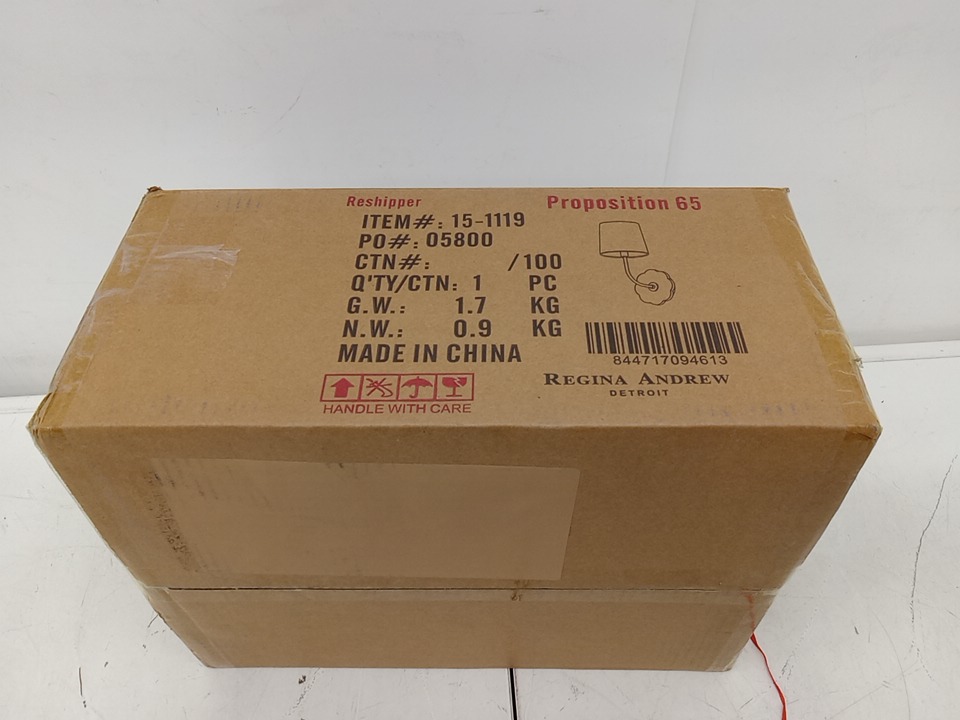 Reshipper
Proposition 65
ITEM#: 15-1119
PO#: 05800
CTN#: /100
Q'TY/CTN: 1 PC
G.W.: 1.7 KG
N.W.: 0.9 KG
MADE IN CHINA
HANDLE WITH CARE
844717094613
REGINA ANDREW
DETROIT